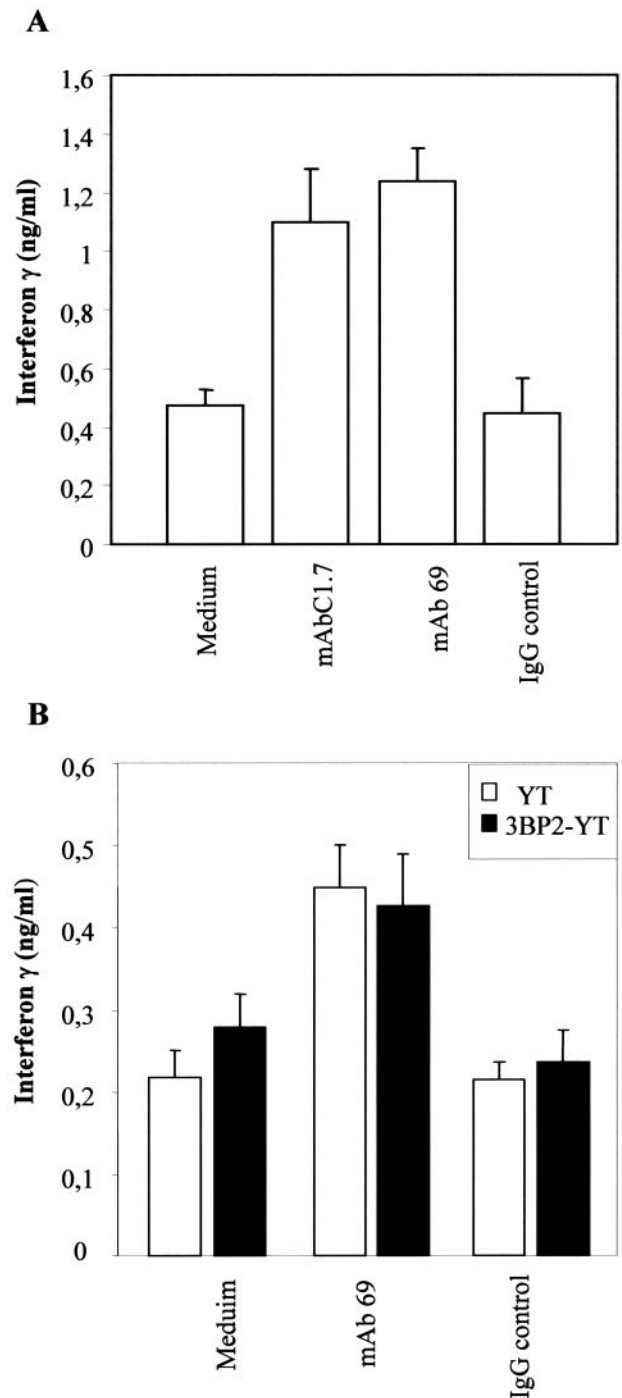 A
Interferon γ (ng/ml)
1,6
1,4
1,2
1
0,8
0,6
0,4
0,2
0
Medium
mAbC1.7
mAb 69
IgG control
B
Interferon γ (ng/ml)
0,6
0,5
0,4
0,3
0,2
0,1
0
YT
3BP2-YT
Meduim
mAb 69
IgG control